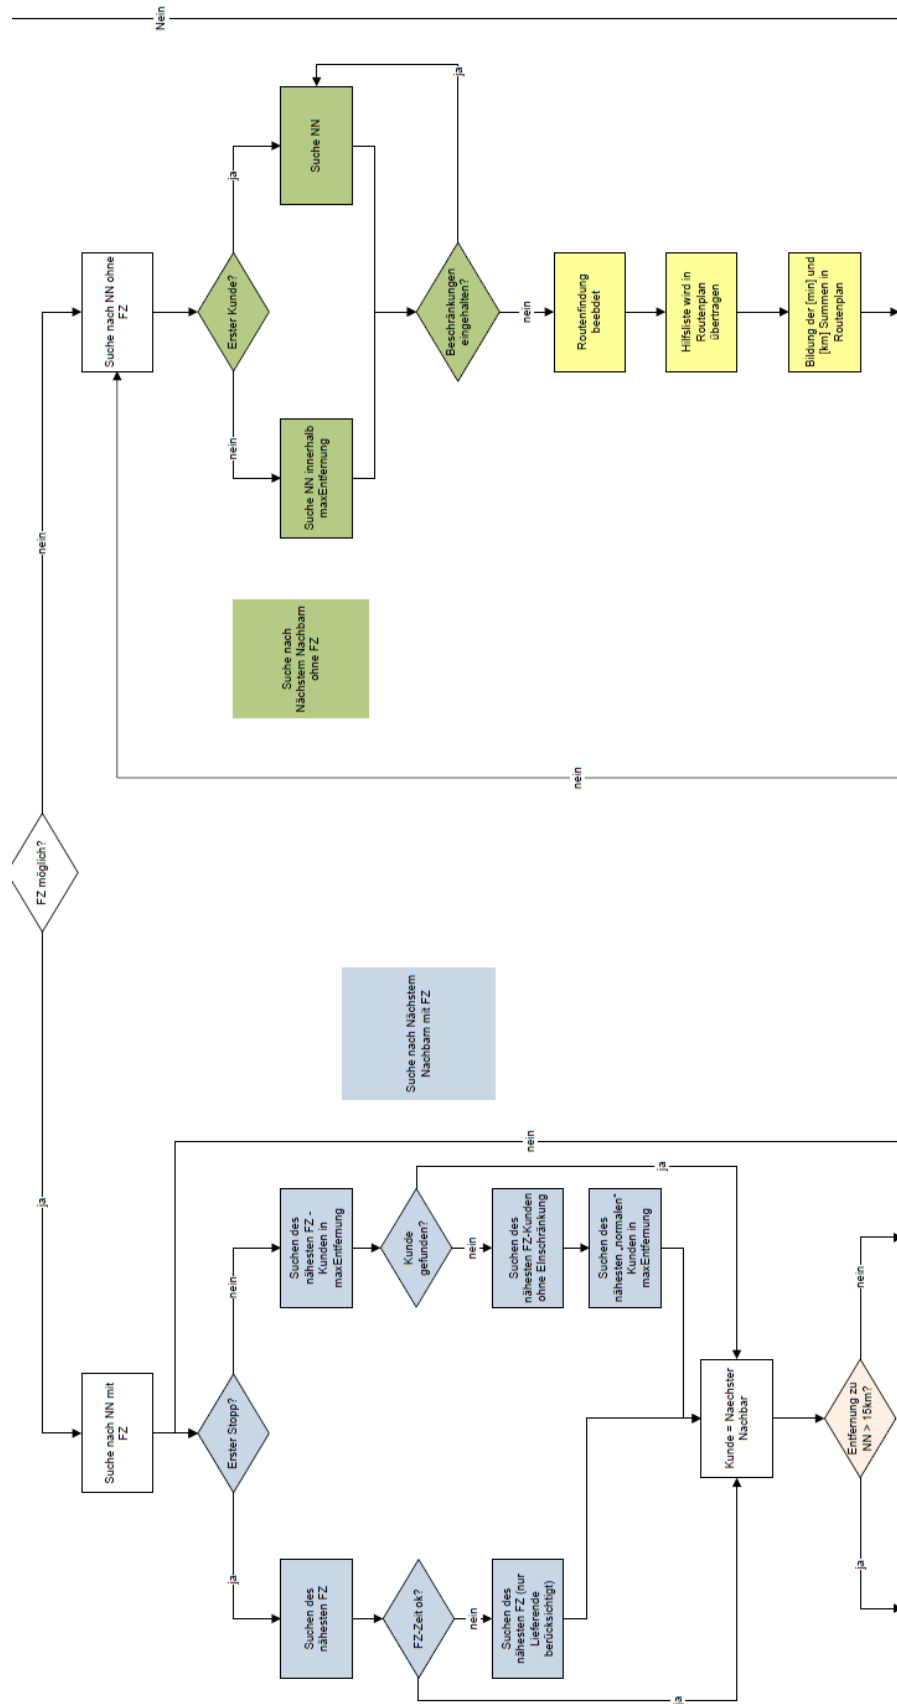 Nein
FZ möglich?
ja
nein
Suche nach NN mit
FZ
Suche nach NN ohne
FZ
Erster Stopp?
ja
nein
Erster Kunde?
nein
ja
Suchen des
nähesten FZ
Suchen des
nähesten FZ -
Kunden in
maxEntfernung
Suche NN innerhalb
maxEntfernung
Suche NN
ja
Suche nach
Nächstem Nachbarn
ohne FZ
Suche nach Nächstem
Nachbarn mit FZ
FZ-Zeit ok?
nein
ja
Kunde
gefunden?
nein
ja
Beschränkungen
eingehalten?
nein
Suchen des
nähesten FZ (nur
Lieferende
berücksichtigt)
Suchen des
nähesten FZ-Kunden
ohne EInschränkung
Suchen des
nähesten „normalen“
Kunden in
maxEntfernung
nein
nein
Routenfindung
beebdet
Hilfsliste wird in
Routenplan
übertragen
Bildung der [min] und
[km] Summen in
Routenplan
Kunde = Naechster
Nachbar
Entfernung zu
NN > 15km?
ja
nein